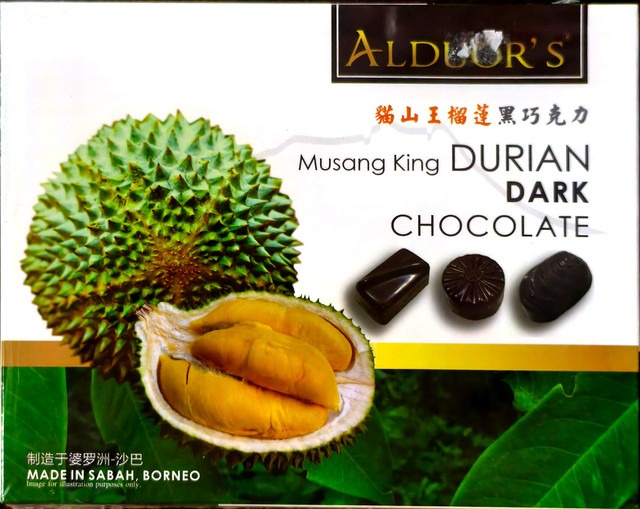 ALDUOR'S
貓山王榴蓮黑巧克力
Musang King DURIAN
DARK
CHOCOLATE
制造于婆罗洲-沙巴
MADE IN SABAH, BORNEO
Image for illustration purposes only.